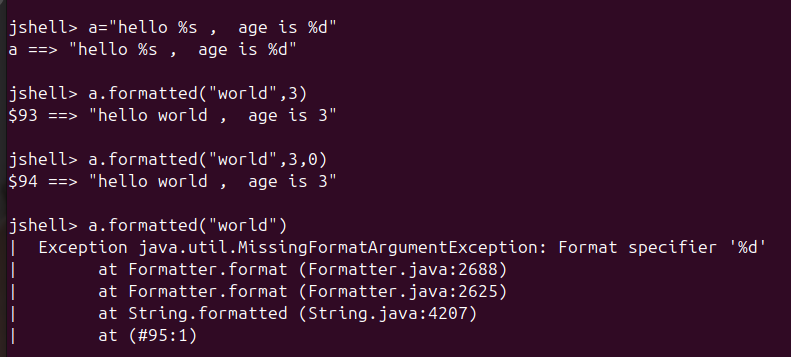 jshell> a="hello %s ,  age is %d"
a ==> "hello %s ,  age is %d"
jshell> a.formatted("world",3)
$93 ==> "hello world ,  age is 3"
jshell> a.formatted("world",3,0)
$94 ==> "hello world ,  age is 3"
jshell> a.formatted("world")
|  Exception java.util.MissingFormatArgumentException: Format specifier '%d'
|        at Formatter.format (Formatter.java:2688)
|        at Formatter.format (Formatter.java:2625)
|        at String.formatted (String.java:4207)
|        at (#95:1)